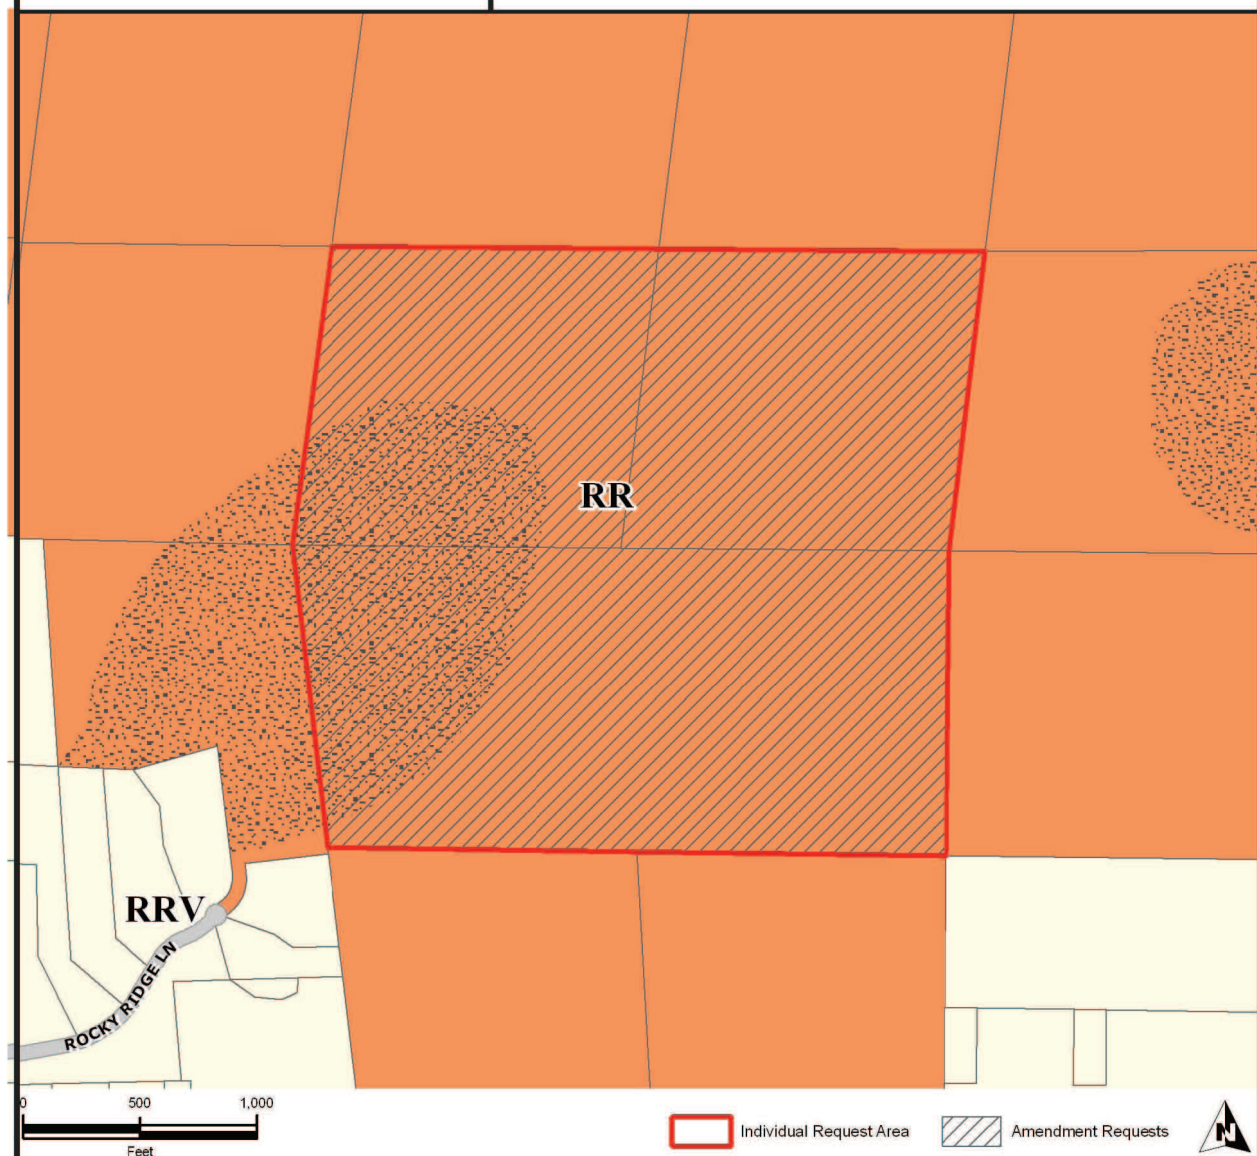 RR
RRV
ROCKY RIDGE LN
0 500 1,000
Feet
Individual Request Area
Amendment Requests
N